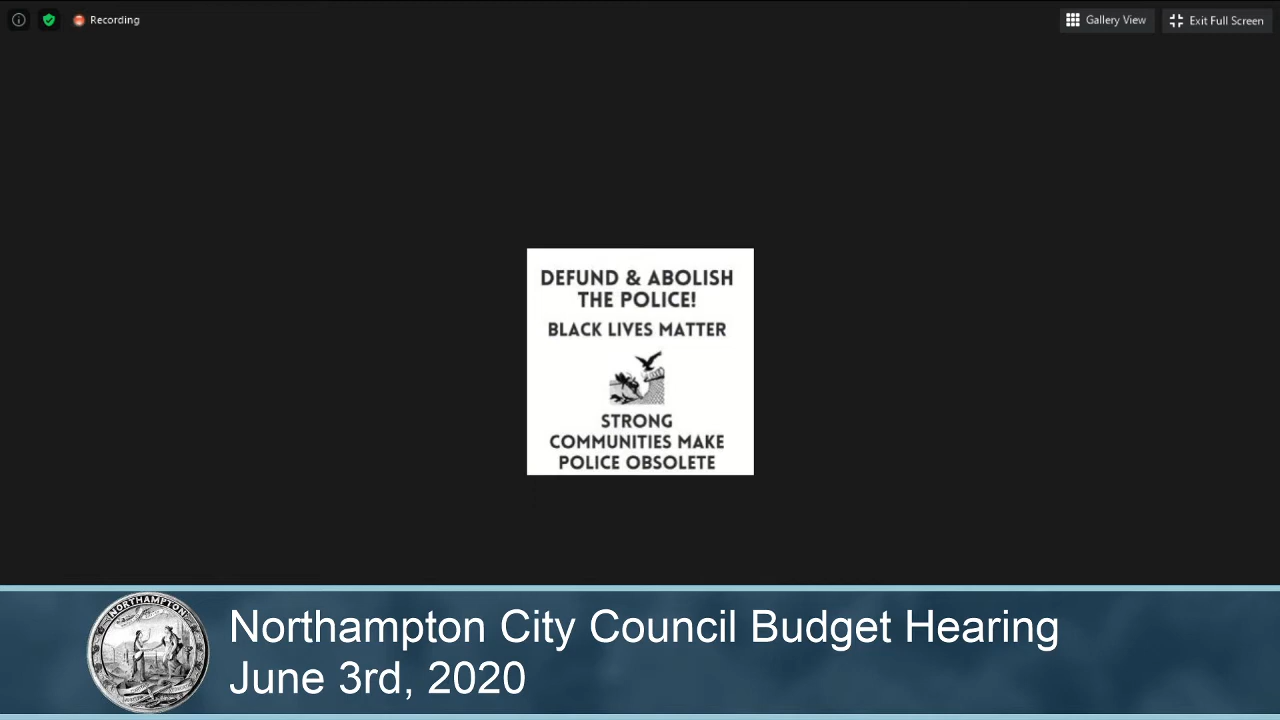 Recording
Gallery View
Exit Full Screen
DEFUND & ABOLISH
THE POLICE!
BLACK LIVES MATTER
STRONG
COMMUNITIES MAKE
POLICE OBSOLETE
NORTHAMPTON
Northampton City Council Budget Hearing
June 3rd, 2020